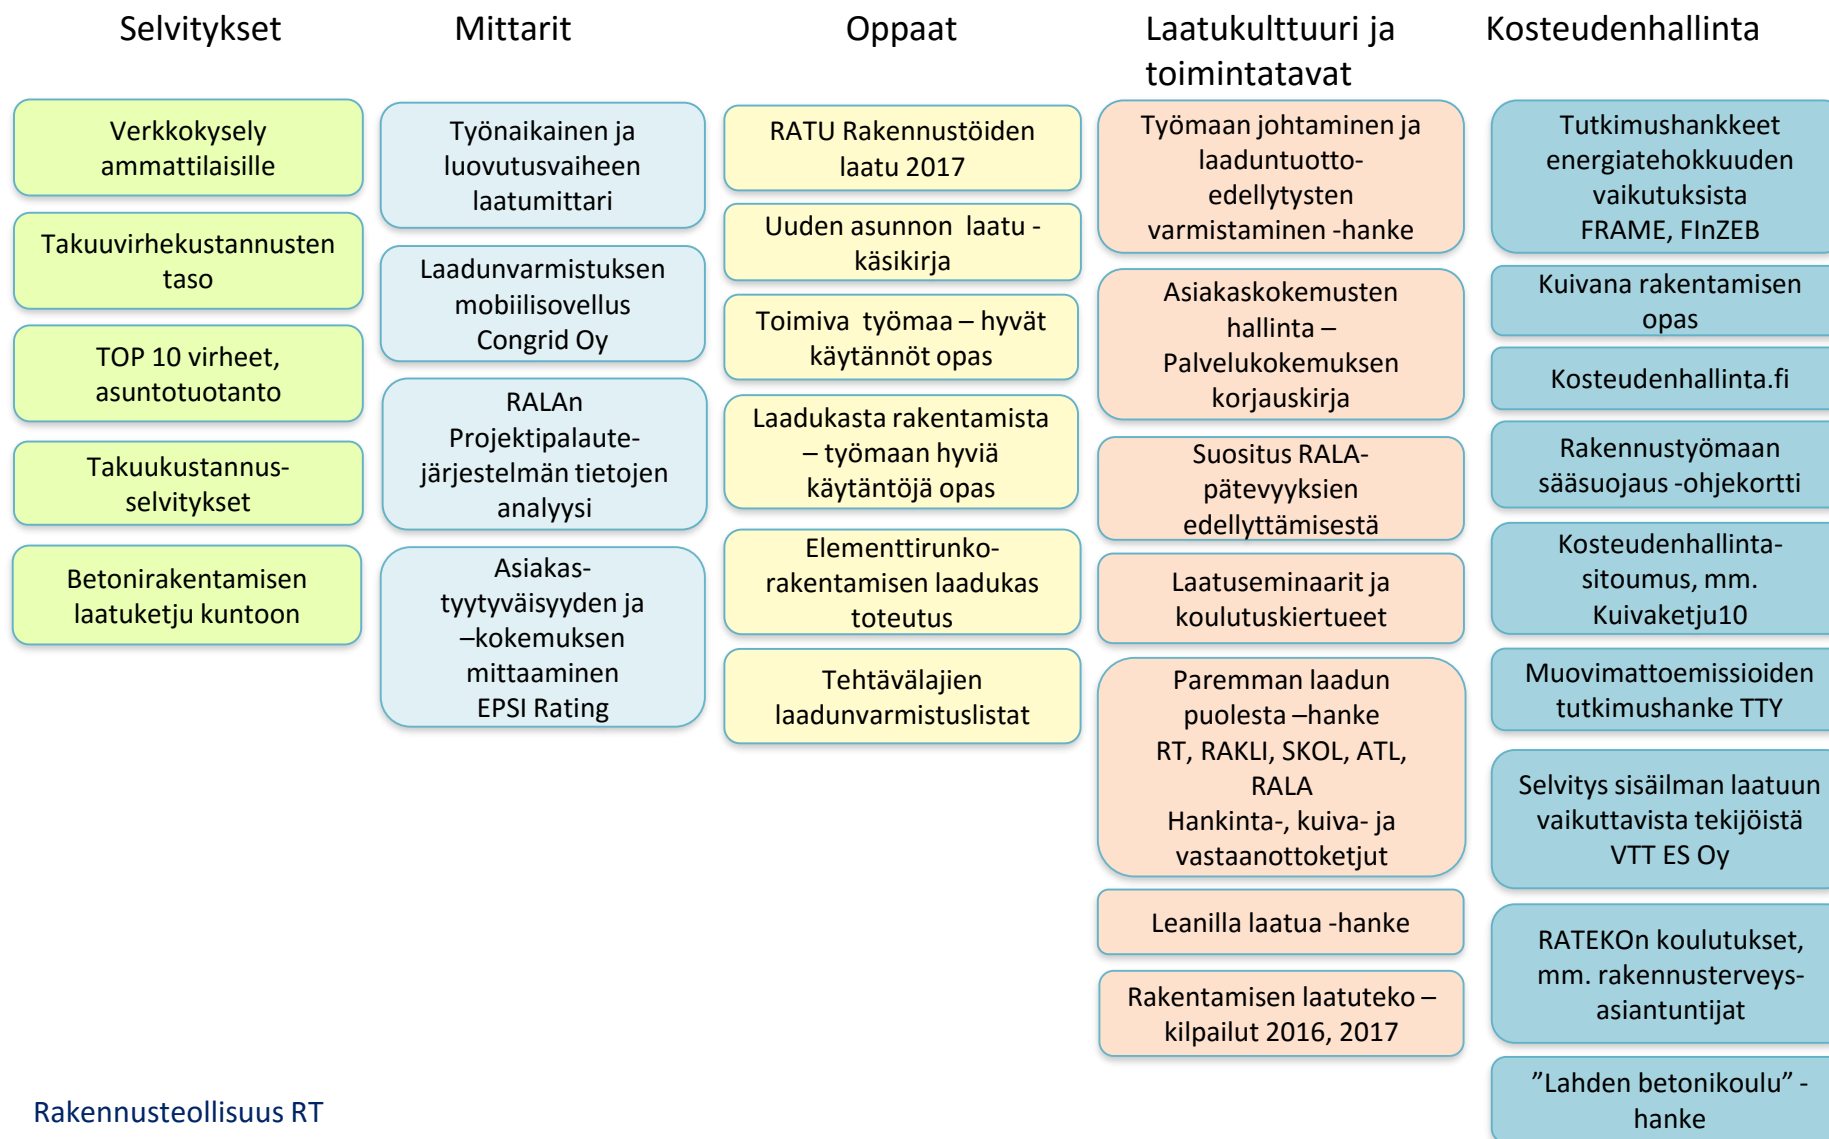 Selvitykset
Verkkokysely
ammattilaisille
Takuuvirhekustannusten
taso
TOP 10 virheet,
asuntotuotanto
Takuukustannus-
selvitykset
Betonirakentamisen
laatuketju kuntoon
Mittarit
Työnaikainen ja
luovutusvaiheen
laatumittari
Laadunvarmistuksen
mobiilisovellus
Congrid Oy
RALAn
Projektipalaute-
järjestelmän tietojen
analyysi
Asiakas-
tyytyväisyyden ja
–kokemuksen
mittaaminen
EPSI Rating
Oppaat
RATU Rakennustöiden
laatu 2017
Uuden asunnon laatu -
käsikirja
Toimiva työmaa – hyvät
käytännöt opas
Laadukasta rakentamista
– työmaan hyviä
käytäntöjä opas
Elementtirunko-
rakentamisen laadukas
toteutus
Tehtävälajien
laadunvarmistuslistat
Laatukulttuuri ja
toimintatavat
Työmaan johtaminen ja
laaduntuotto-
edellytysten
varmistaminen -hanke
Asiakaskokemusten
hallinta –
Palvelukokemuksen
korjauskirja
Suositus RALA-
pätevyyksien
edellyttämisestä
Laatuseminaarit ja
koulutuskiertueet
Paremman laadun
puolesta –hanke
RT, RAKLI, SKOL, ATL,
RALA
Hankinta-, kuiva- ja
vastaanottoketjut
Leanilla laatua -hanke
Rakentamisen laatuteko –
kilpailut 2016, 2017
Kosteudenhallinta
Tutkimushankkeet
energiatehokkuuden
vaikutuksista
FRAME, FInZEB
Kuivana rakentamisen
opas
Kosteudenhallinta.fi
Rakennustyömaan
sääsuojaus -ohjekortti
Kosteudenhallinta-
sitoumus, mm.
Kuivaketju10
Muovimattoemissioiden
tutkimushanke TTY
Selvitys sisäilman laatuun
vaikuttavista tekijöistä
VTT ES Oy
RATEKOn koulutukset,
mm. rakennusterveys-
asiantuntijat
”Lahden betonikoulu” -
hanke
Rakennusteollisuus RT